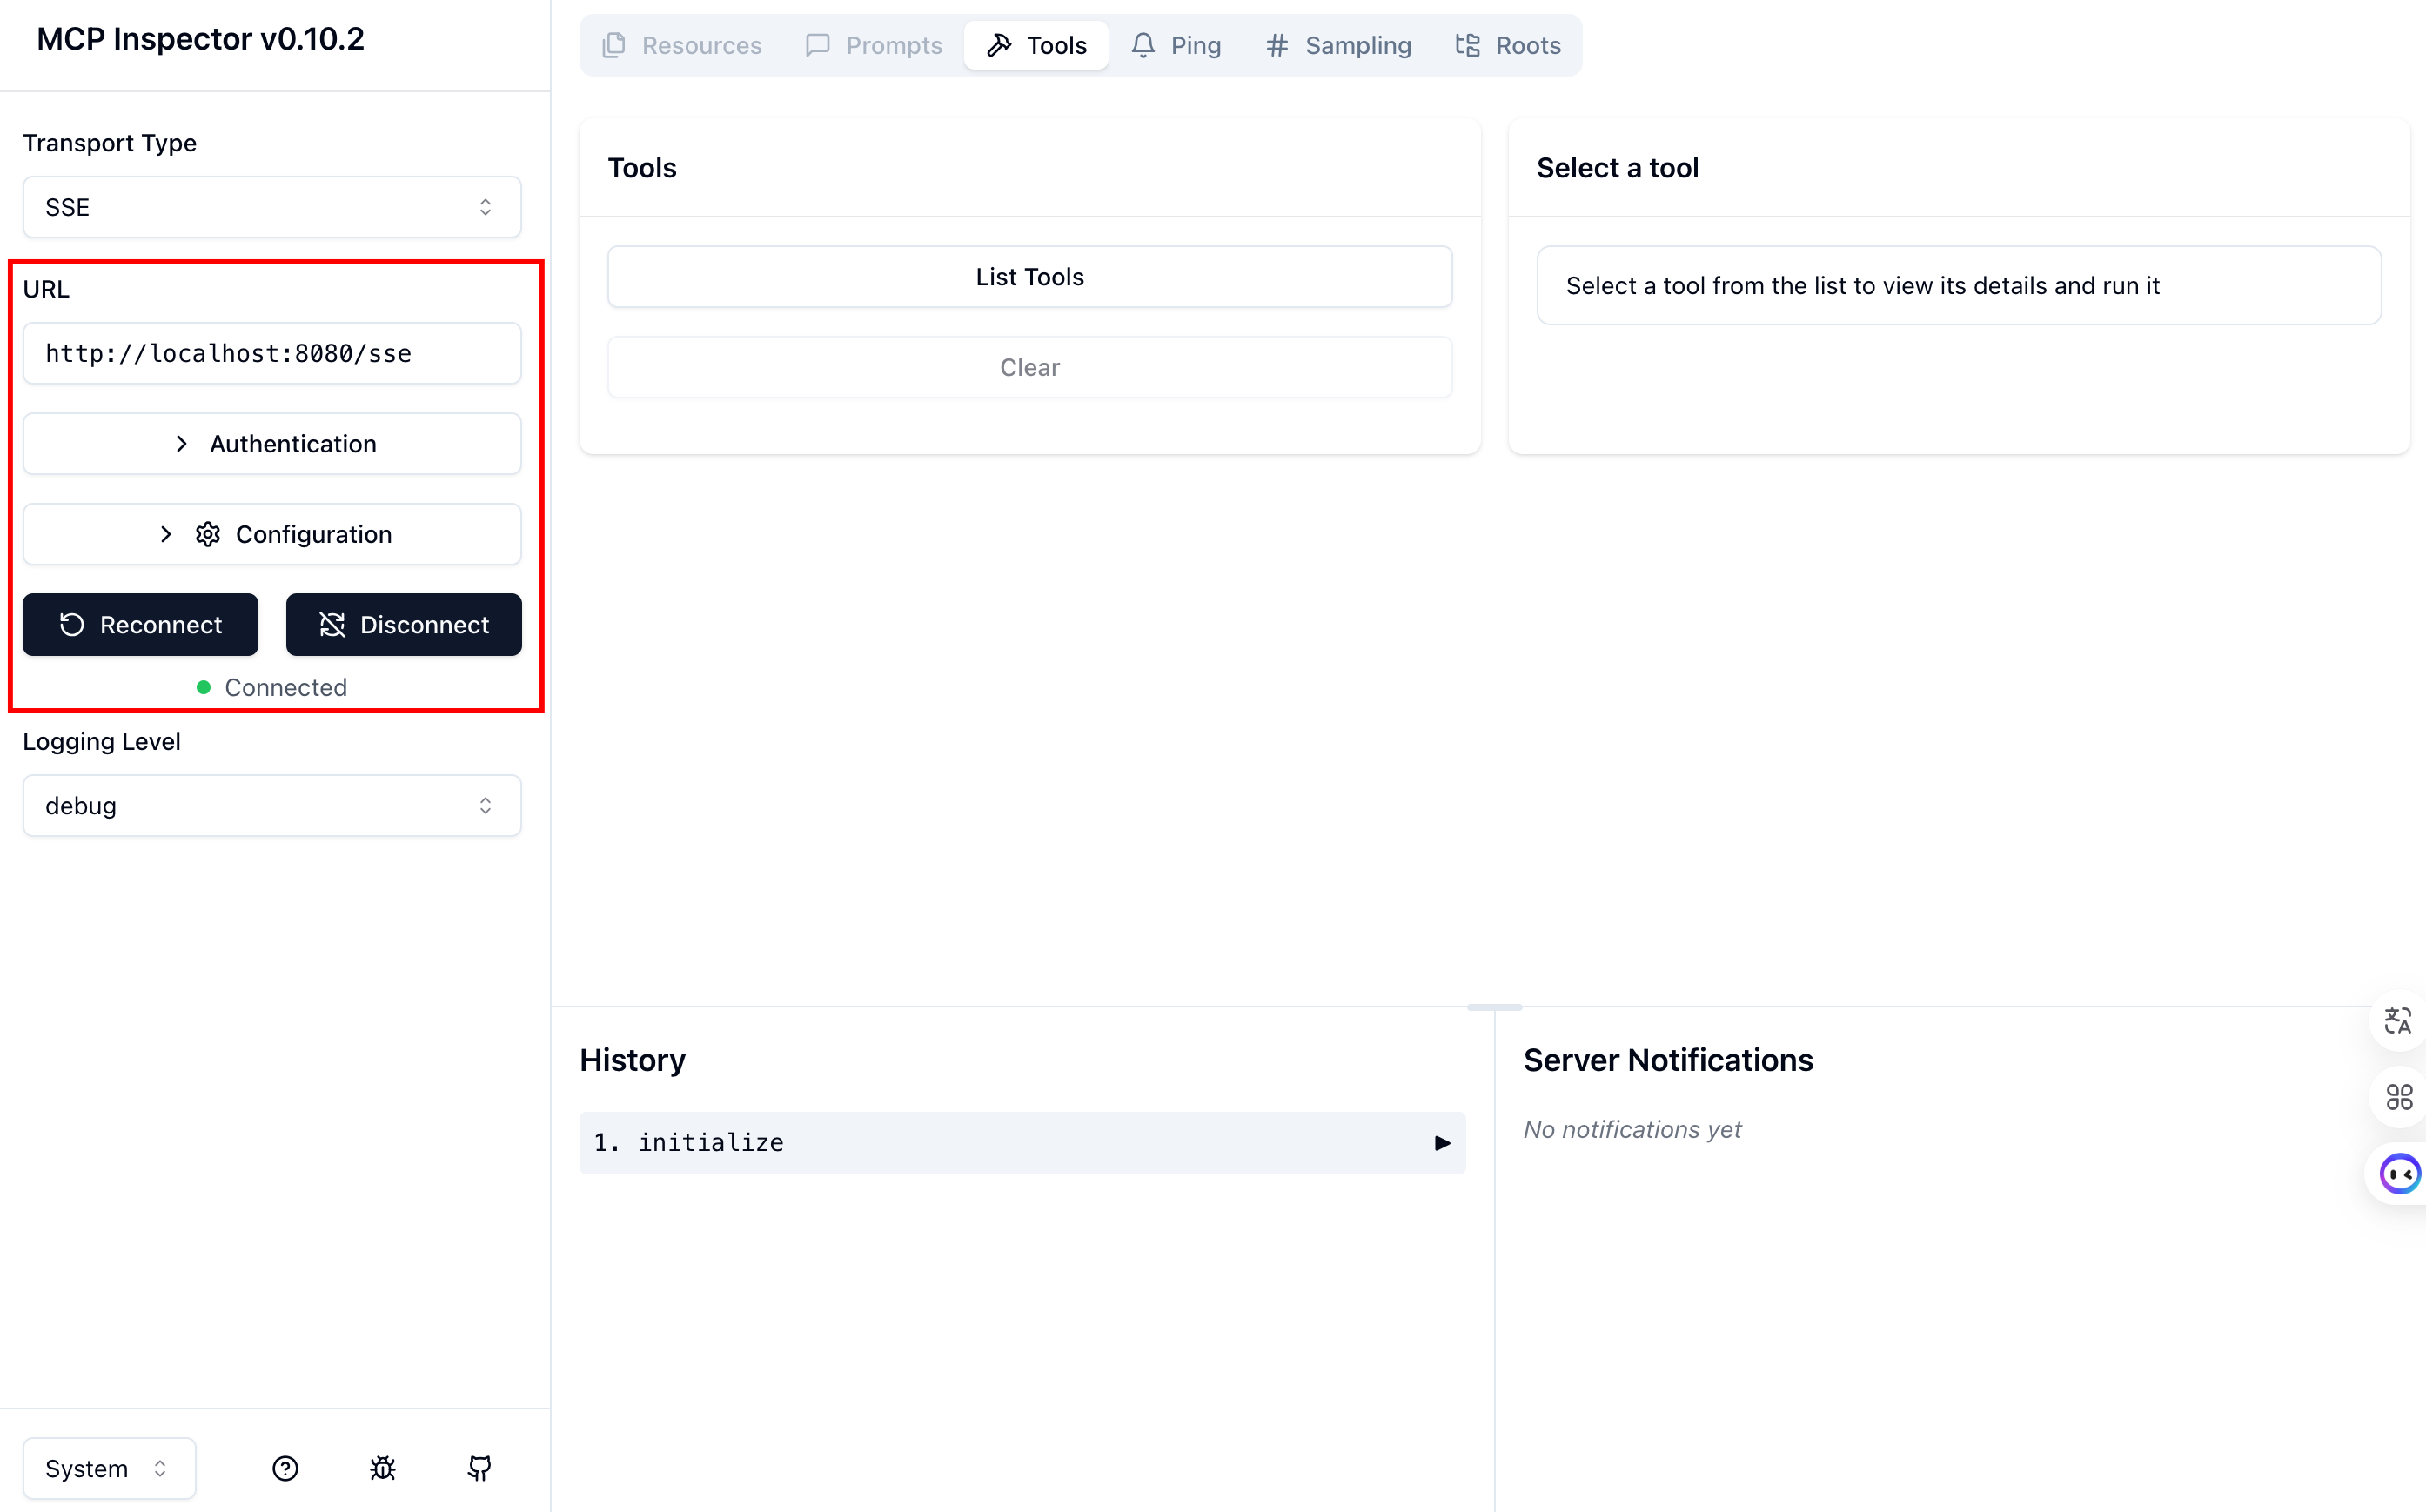 MCP Inspector v0.10.2
Transport Type
SSE
URL
http://localhost:8080/sse
Authentication
Configuration
Reconnect
Disconnect
Connected
Logging Level
debug
System
Resources
Prompts
Tools
Ping
Sampling
Roots
Tools
List Tools
Clear
Select a tool
Select a tool from the list to view its details and run it
History
1. initialize
Server Notifications
No notifications yet
文A